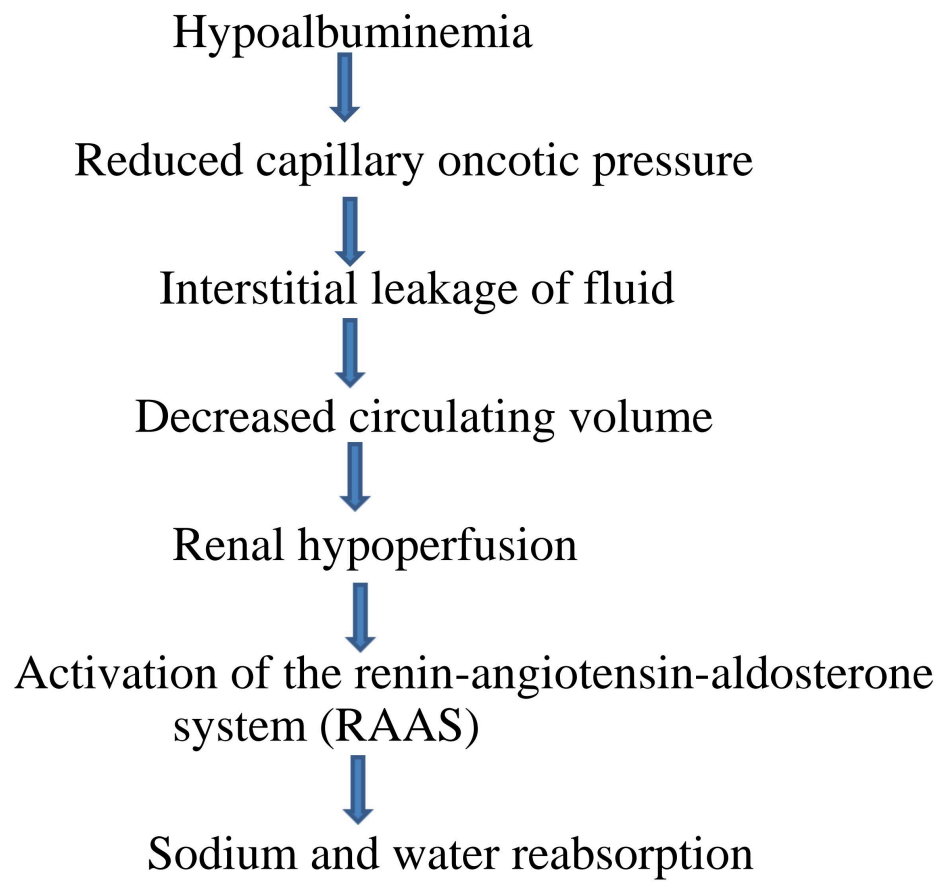 Hypoalbuminemia
Reduced capillary oncotic pressure
Interstitial leakage of fluid
Decreased circulating volume
Renal hypoperfusion
Activation of the renin-angiotensin-aldosterone
system (RAAS)
Sodium and water reabsorption